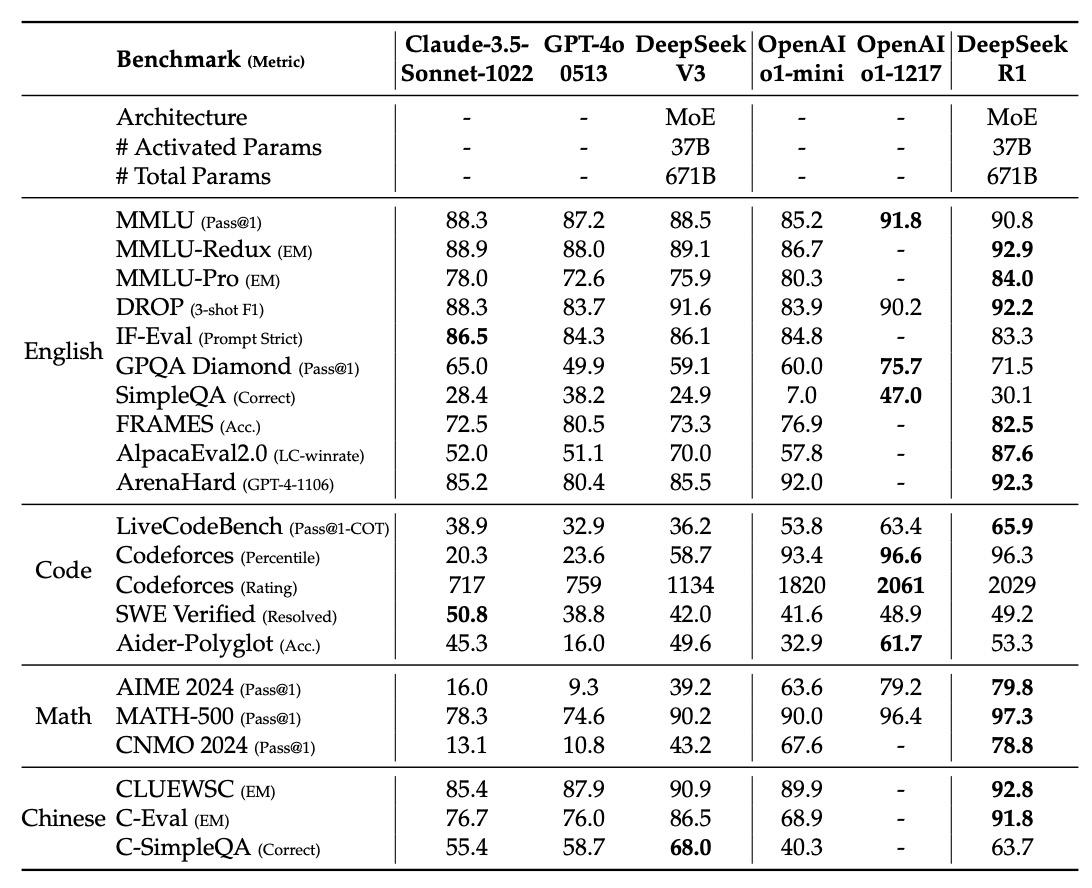 Benchmark (Metric) Claude-3.5- GPT-4o DeepSeek OpenAI OpenAI DeepSeek
Sonnet-1022 0513 V3 o1-mini o1-1217 R1
Architecture - - MoE - - MoE
# Activated Params - - 37B - - 37B
# Total Params - - 671B - - 671B
English
MMLU (Pass@1) 88.3 87.2 88.5 85.2 91.8 90.8
MMLU-Redux (EM) 88.9 88.0 89.1 86.7 - 92.9
MMLU-Pro (EM) 78.0 72.6 75.9 80.3 - 84.0
DROP (3-shot F1) 88.3 83.7 91.6 83.9 90.2 92.2
IF-Eval (Prompt Strict) 86.5 84.3 86.1 84.8 - 83.3
GPQA Diamond (Pass@1) 65.0 49.9 59.1 60.0 75.7 71.5
SimpleQA (Correct) 28.4 38.2 24.9 7.0 47.0 30.1
FRAMES (Acc.) 72.5 80.5 73.3 76.9 - 82.5
AlpacaEval2.0 (LC-winrate) 52.0 51.1 70.0 57.8 - 87.6
ArenaHard (GPT-4-1106) 85.2 80.4 85.5 92.0 - 92.3
Code
LiveCodeBench (Pass@1-COT) 38.9 32.9 36.2 53.8 63.4 65.9
Codeforces (Percentile) 20.3 23.6 58.7 93.4 96.6 96.3
Codeforces (Rating) 717 759 1134 1820 2061 2029
SWE Verified (Resolved) 50.8 38.8 42.0 41.6 48.9 49.2
Aider-Polyglot (Acc.) 45.3 16.0 49.6 32.9 61.7 53.3
Math
AIME 2024 (Pass@1) 16.0 9.3 39.2 63.6 79.2 79.8
MATH-500 (Pass@1) 78.3 74.6 90.2 90.0 96.4 97.3
CNMO 2024 (Pass@1) 13.1 10.8 43.2 67.6 - 78.8
Chinese
CLUEWSC (EM) 85.4 87.9 90.9 89.9 - 92.8
C-Eval (EM) 76.7 76.0 86.5 68.9 - 91.8
C-SimpleQA (Correct) 55.4 58.7 68.0 40.3 - 63.7